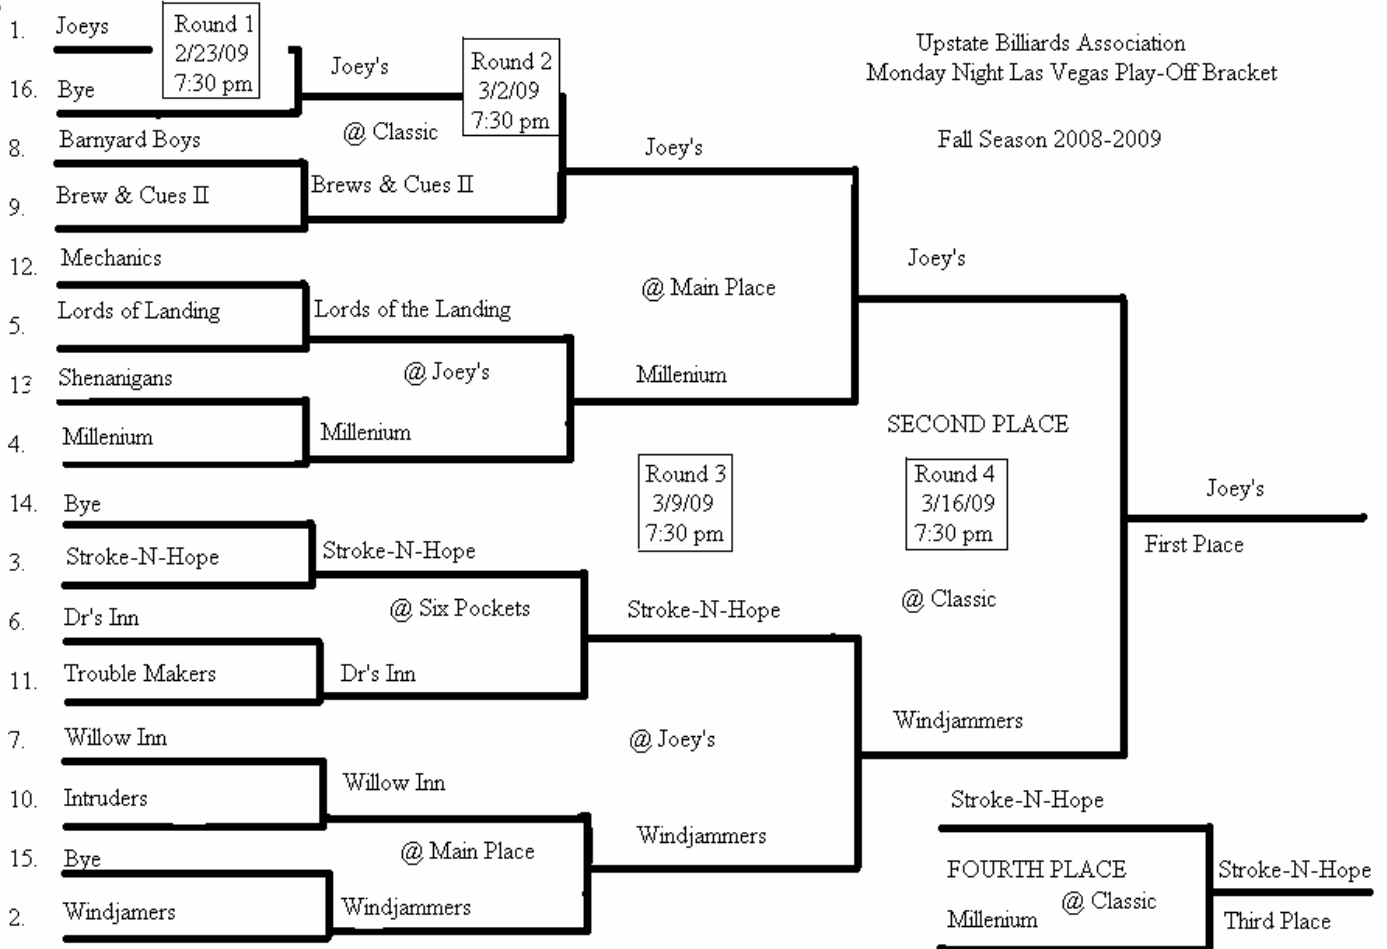 Upstate Billiards Association
Monday Night Las Vegas Play-Off Bracket
Fall Season 2008-2009
Round 1
2/23/09
7:30 pm
1. Joeys
16. Bye
8. Barnyard Boys
9. Brew & Cues II
12. Mechanics
5. Lords of Landing
13 Shenanigans
4. Millenium
14. Bye
3. Stroke-N-Hope
6. Dr's Inn
11. Trouble Makers
7. Willow Inn
10. Intruders
15. Bye
2. Windjamers
Round 2
3/2/09
7:30 pm
Joey's
@ Classic
Brews & Cues II
Lords of the Landing
@ Joey's
Millenium
Stroke-N-Hope
@ Six Pockets
Dr's Inn
Willow Inn
@ Main Place
Windjammers
Joey's
@ Main Place
Millenium
Round 3
3/9/09
7:30 pm
Stroke-N-Hope
@ Joey's
Windjammers
Joey's
SECOND PLACE
Round 4
3/16/09
7:30 pm
@ Classic
Windjammers
Joey's
First Place
Stroke-N-Hope
FOURTH PLACE
@ Classic
Millenium
Stroke-N-Hope
Third Place